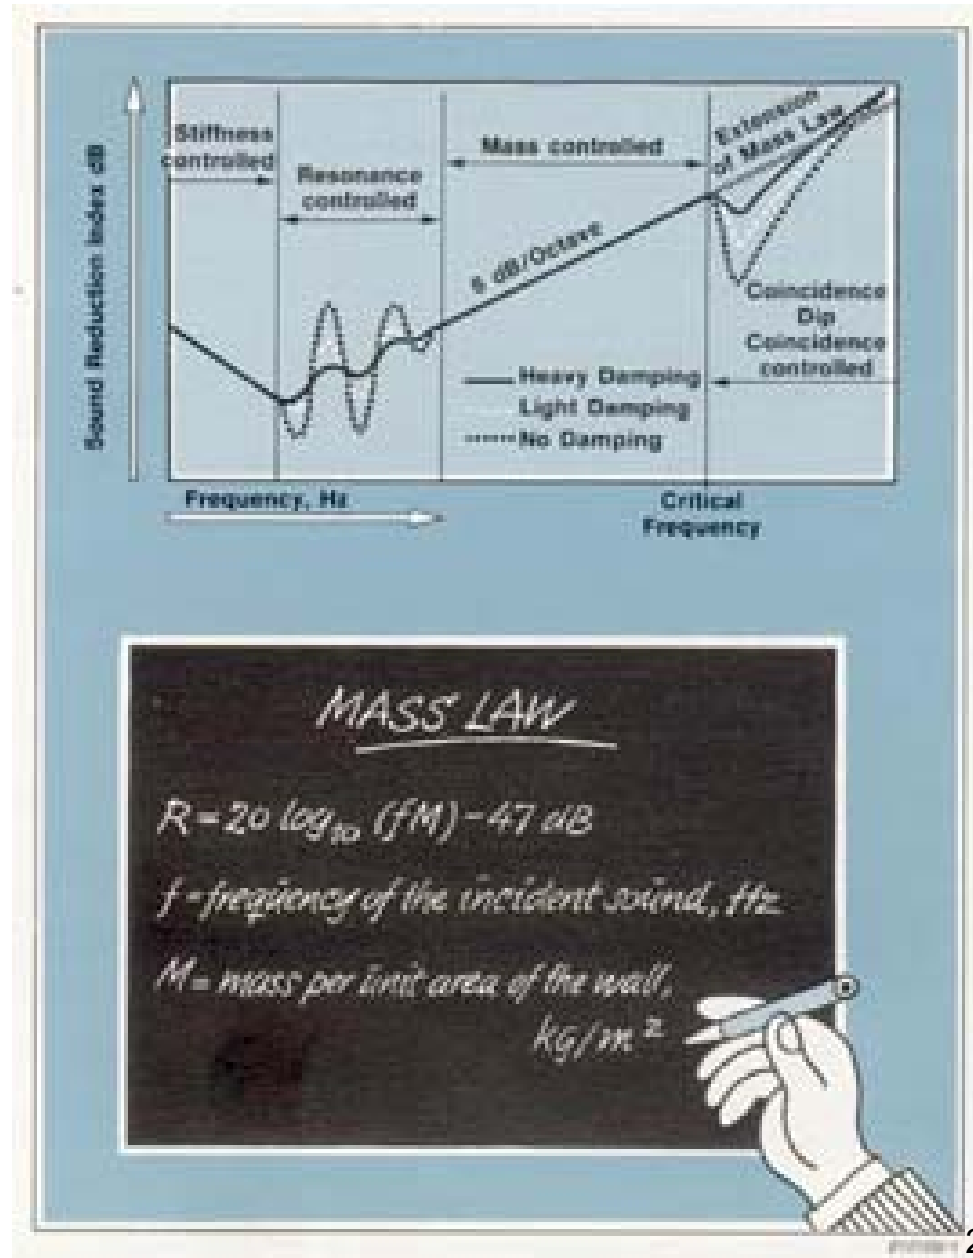 Sound Reduction Index dB
Stiffness
controlled
Resonance
controlled
Mass controlled
Extension
of Mass Law
dB/Octave
Coincidence
Dip
Coincidence
controlled
Heavy Damping
Light Damping
No Damping
Frequency, Hz
Critical
Frequency
MASS LAW
R = 20 log10 (fM) - 47 dB
f = frequency of the incident sound, Hz
M = mass per unit area of the wall,
kg/m²
2